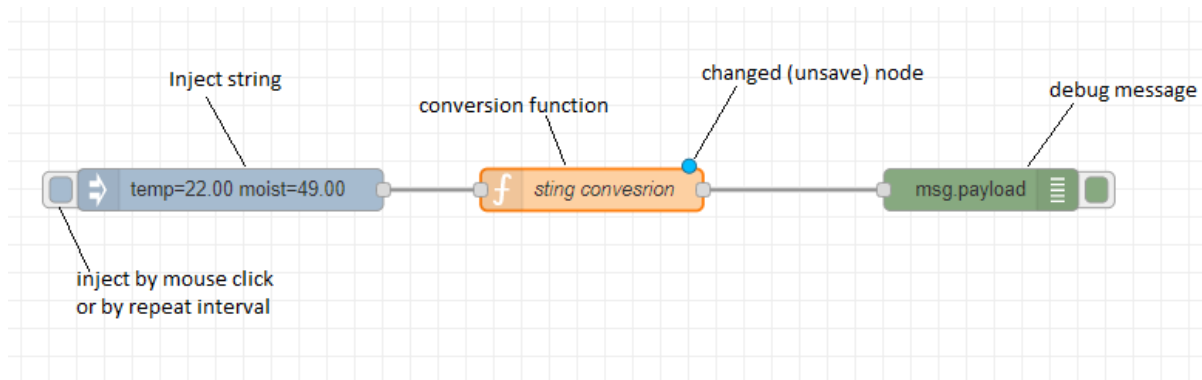 Inject string
conversion function
changed (unsave) node
debug message
temp=22.00 moist=49.00
sting convesrion
msg.payload
inject by mouse click
or by repeat interval